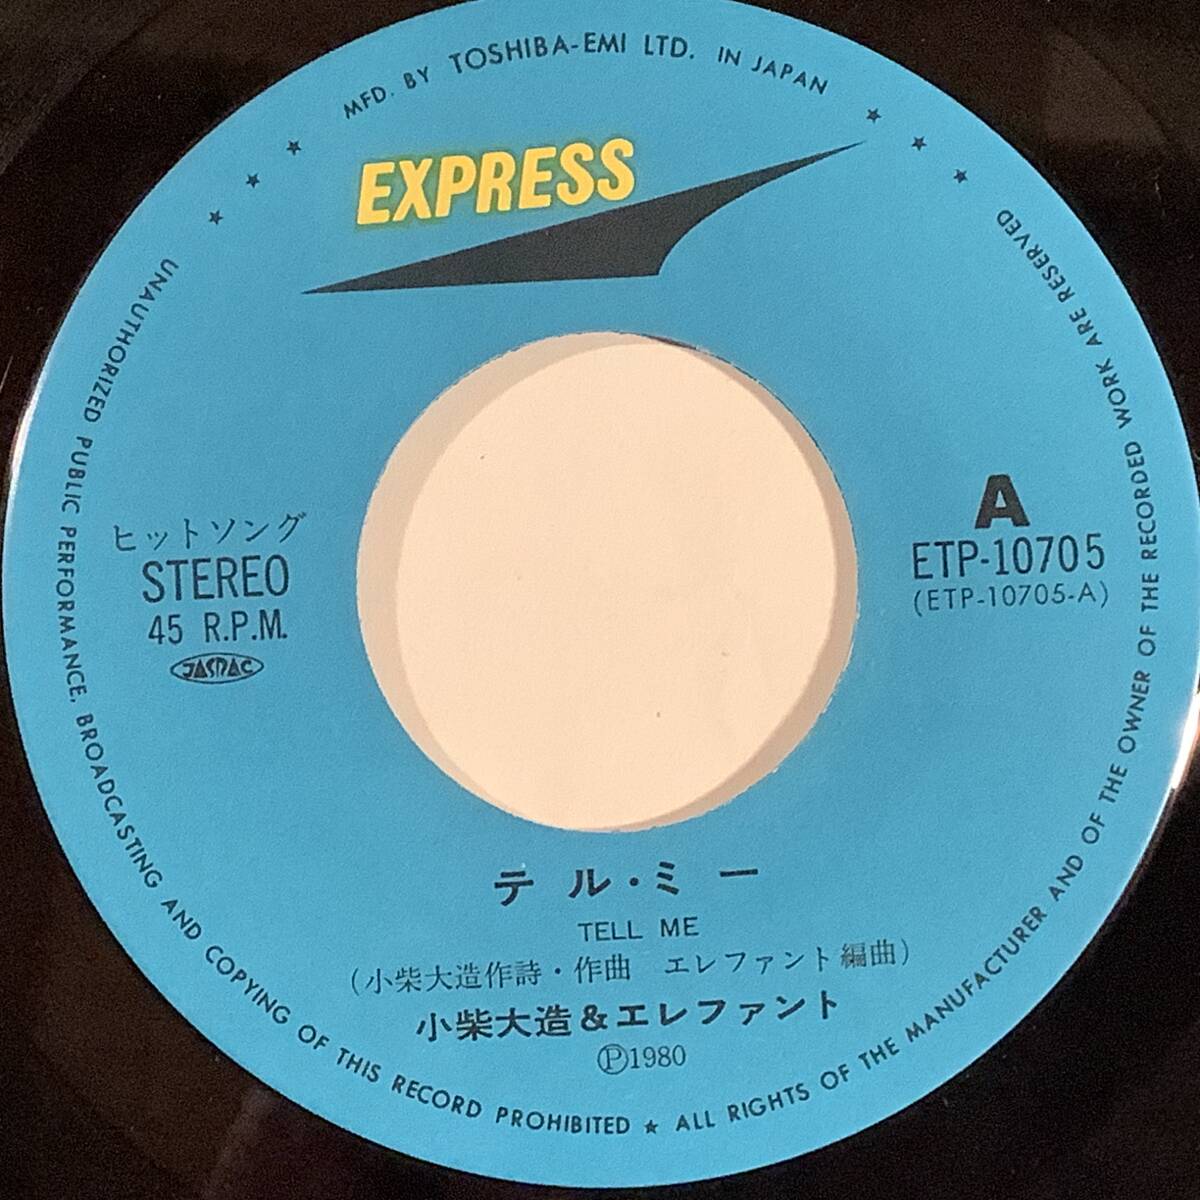 MFD. BY TOSHIBA-EMI LTD. IN JAPAN
EXPRESS
ヒットソング
STEREO
45 R.P.M.
JASRAC
A
ETP-10705
(ETP-10705-A)
テル・ミー
TELL ME
(小柴大造作詩・作曲 エレファント編曲)
小柴大造&エレファント
Ⓟ1980
UNAUTHORIZED PUBLIC PERFORMANCE, BROADCASTING AND COPYING OF THIS RECORD PROHIBITED ★ ALL RIGHTS OF THE MANUFACTURER AND OF THE OWNER OF THE RECORDED WORK ARE RESERVED